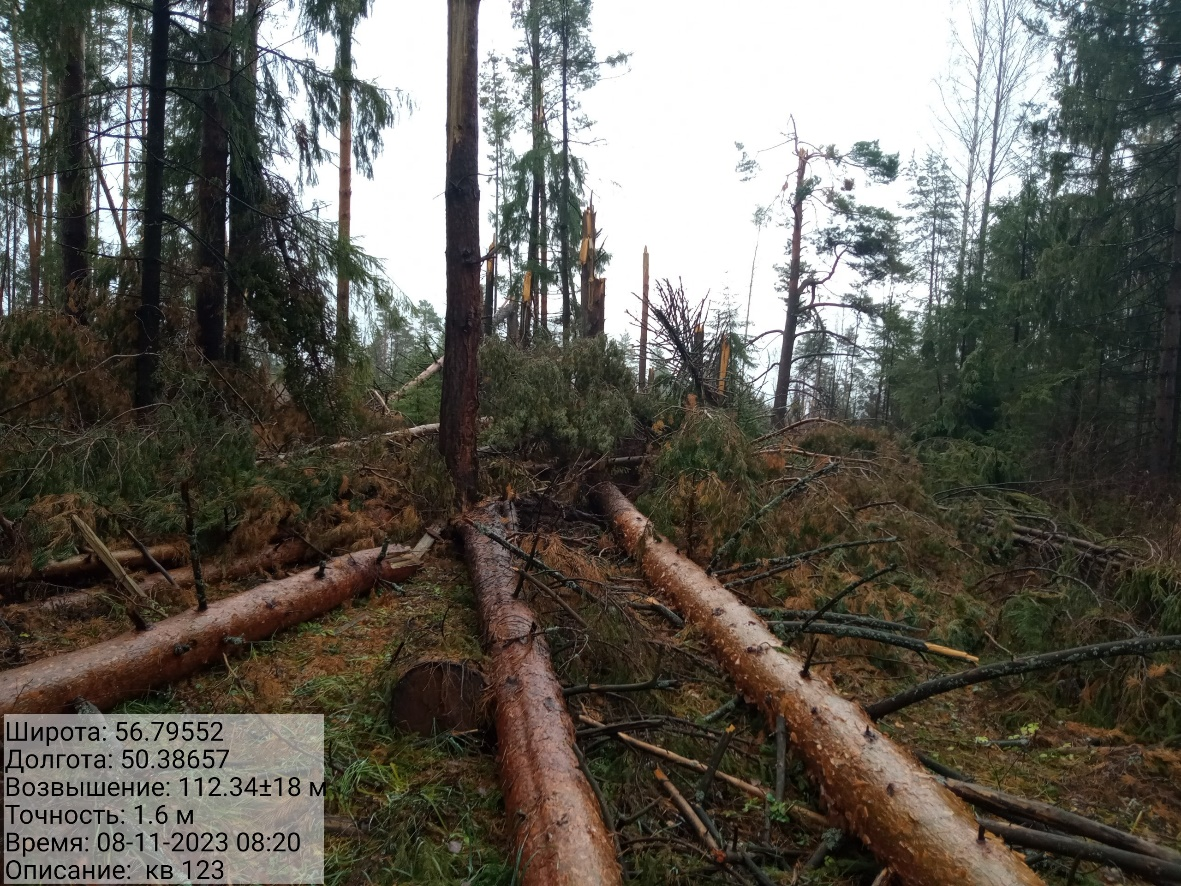 Широта: 56.79552
Долгота: 50.38657
Возвышение: 112.34±18 м
Точность: 1.6 м
Время: 08-11-2023 08:20
Описание: кв 123